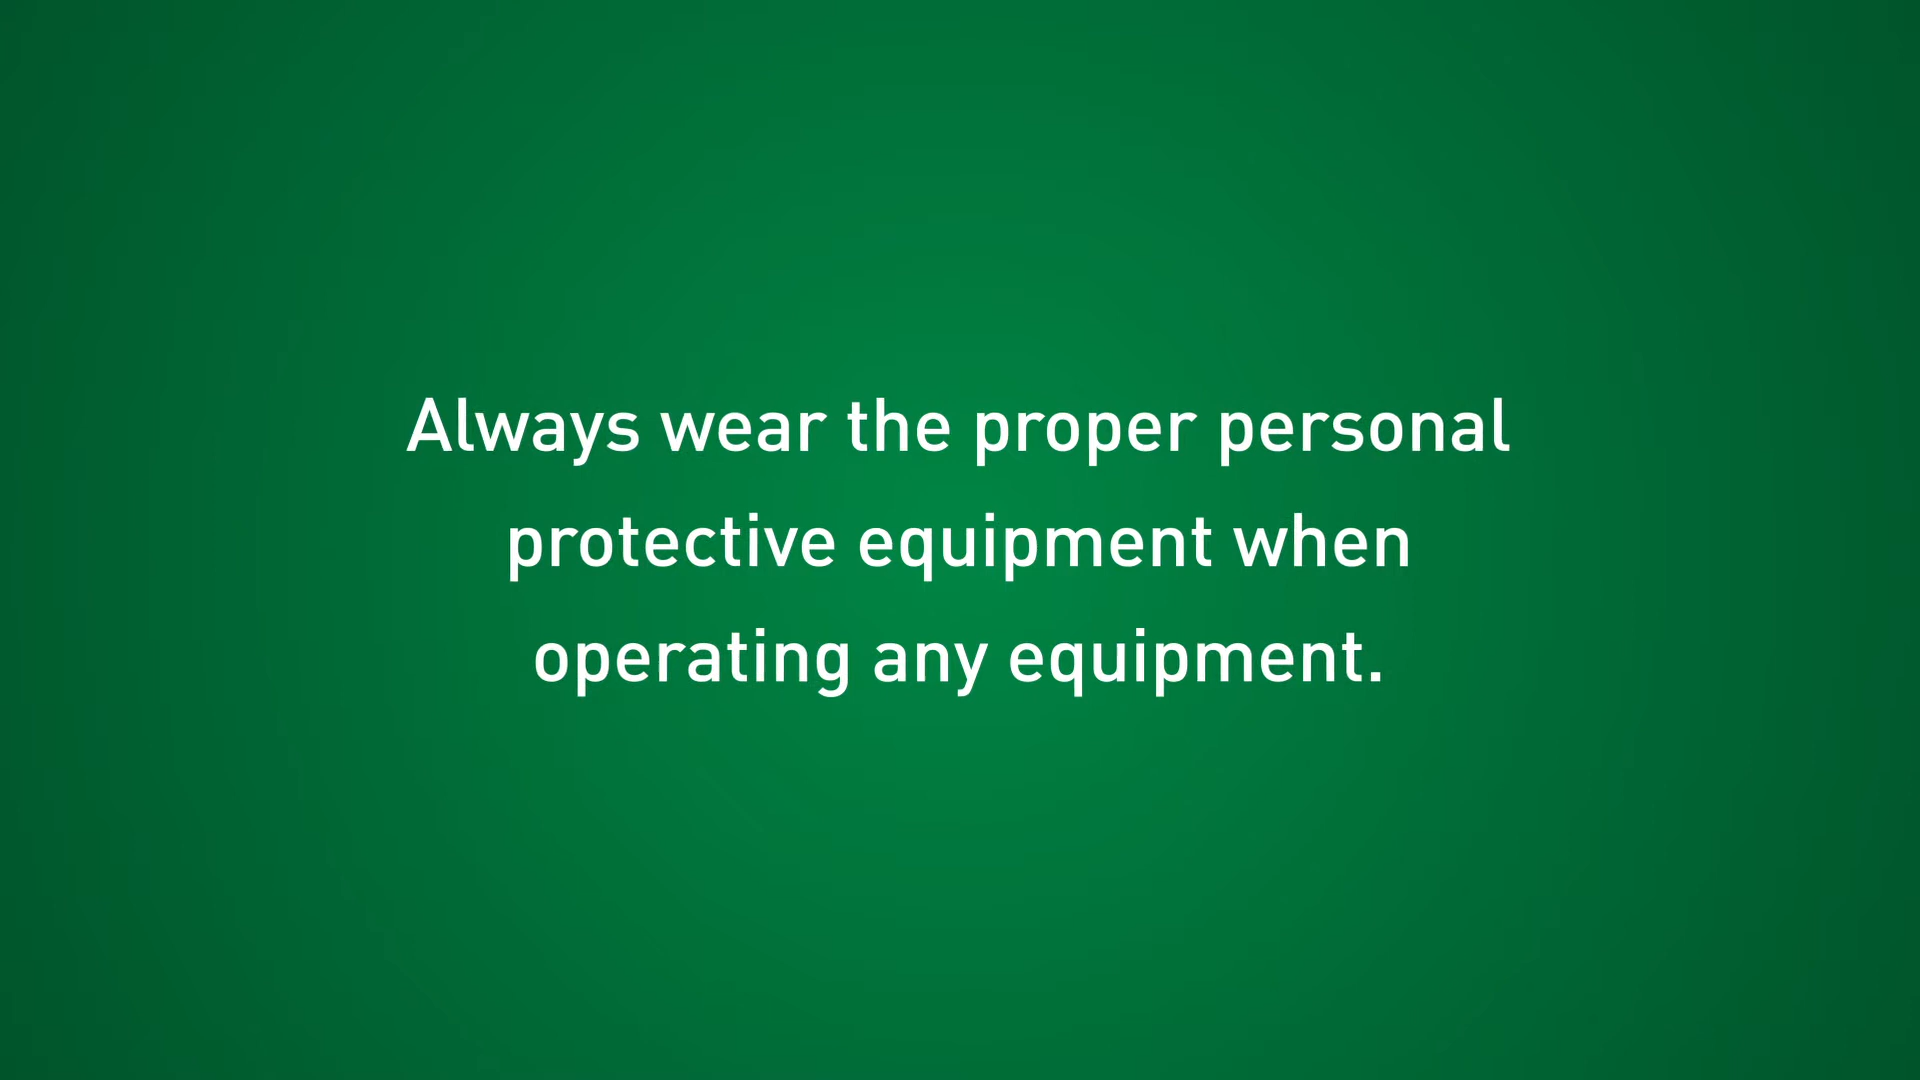 Always wear the proper personal
protective equipment when
operating any equipment.